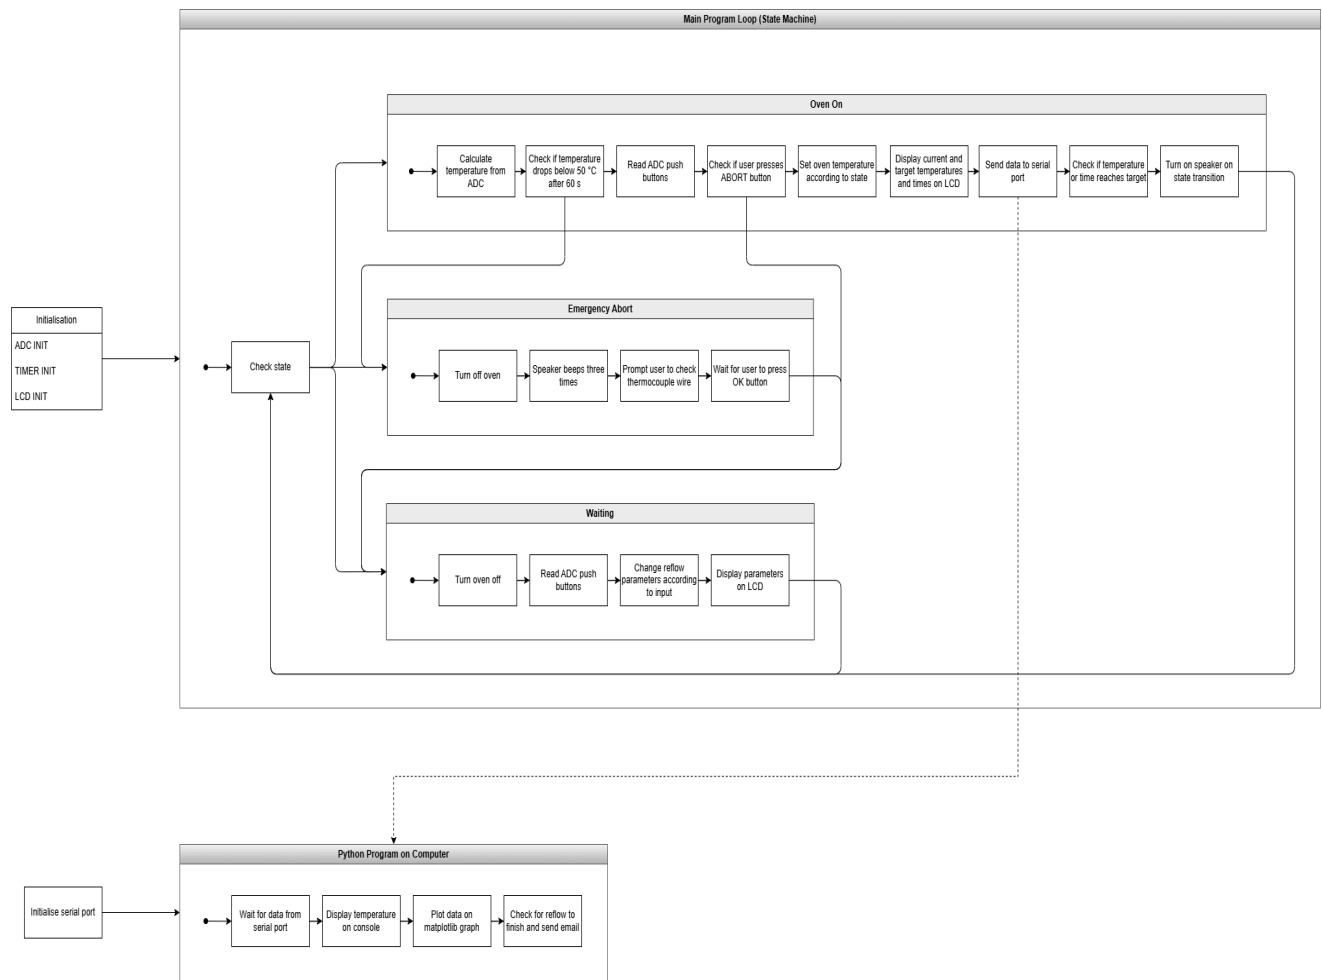 Main Program Loop (State Machine)
Oven On
Calculate
temperature from
ADC
Check if temperature
drops below 50 °C
after 60 s
Read ADC push
buttons
Check if user presses
ABORT button
Set oven temperature
according to state
Display current and
target temperatures
and times on LCD
Send data to serial
port
Check if temperature
or time reaches target
Turn on speaker on
state transition
Initialisation
ADC INIT
TIMER INIT
LCD INIT
Check state
Emergency Abort
Turn off oven
Speaker beeps three
times
Prompt user to check
thermocouple wire
Wait for user to press
OK button
Waiting
Turn oven off
Read ADC push
buttons
Change reflow
parameters according
to input
Display parameters
on LCD
Python Program on Computer
Initialise serial port
Wait for data from
serial port
Display temperature
on console
Plot data on
matplotlib graph
Check for reflow to
finish and send email